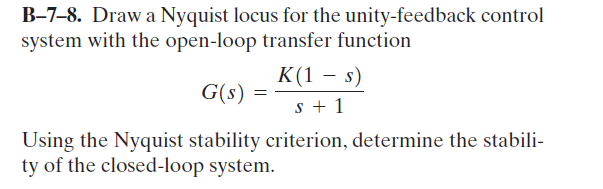 B–7–8. Draw a Nyquist locus for the unity-feedback control
system with the open-loop transfer function
G(s) = K(1 − s) / s + 1
Using the Nyquist stability criterion, determine the stabili-
ty of the closed-loop system.